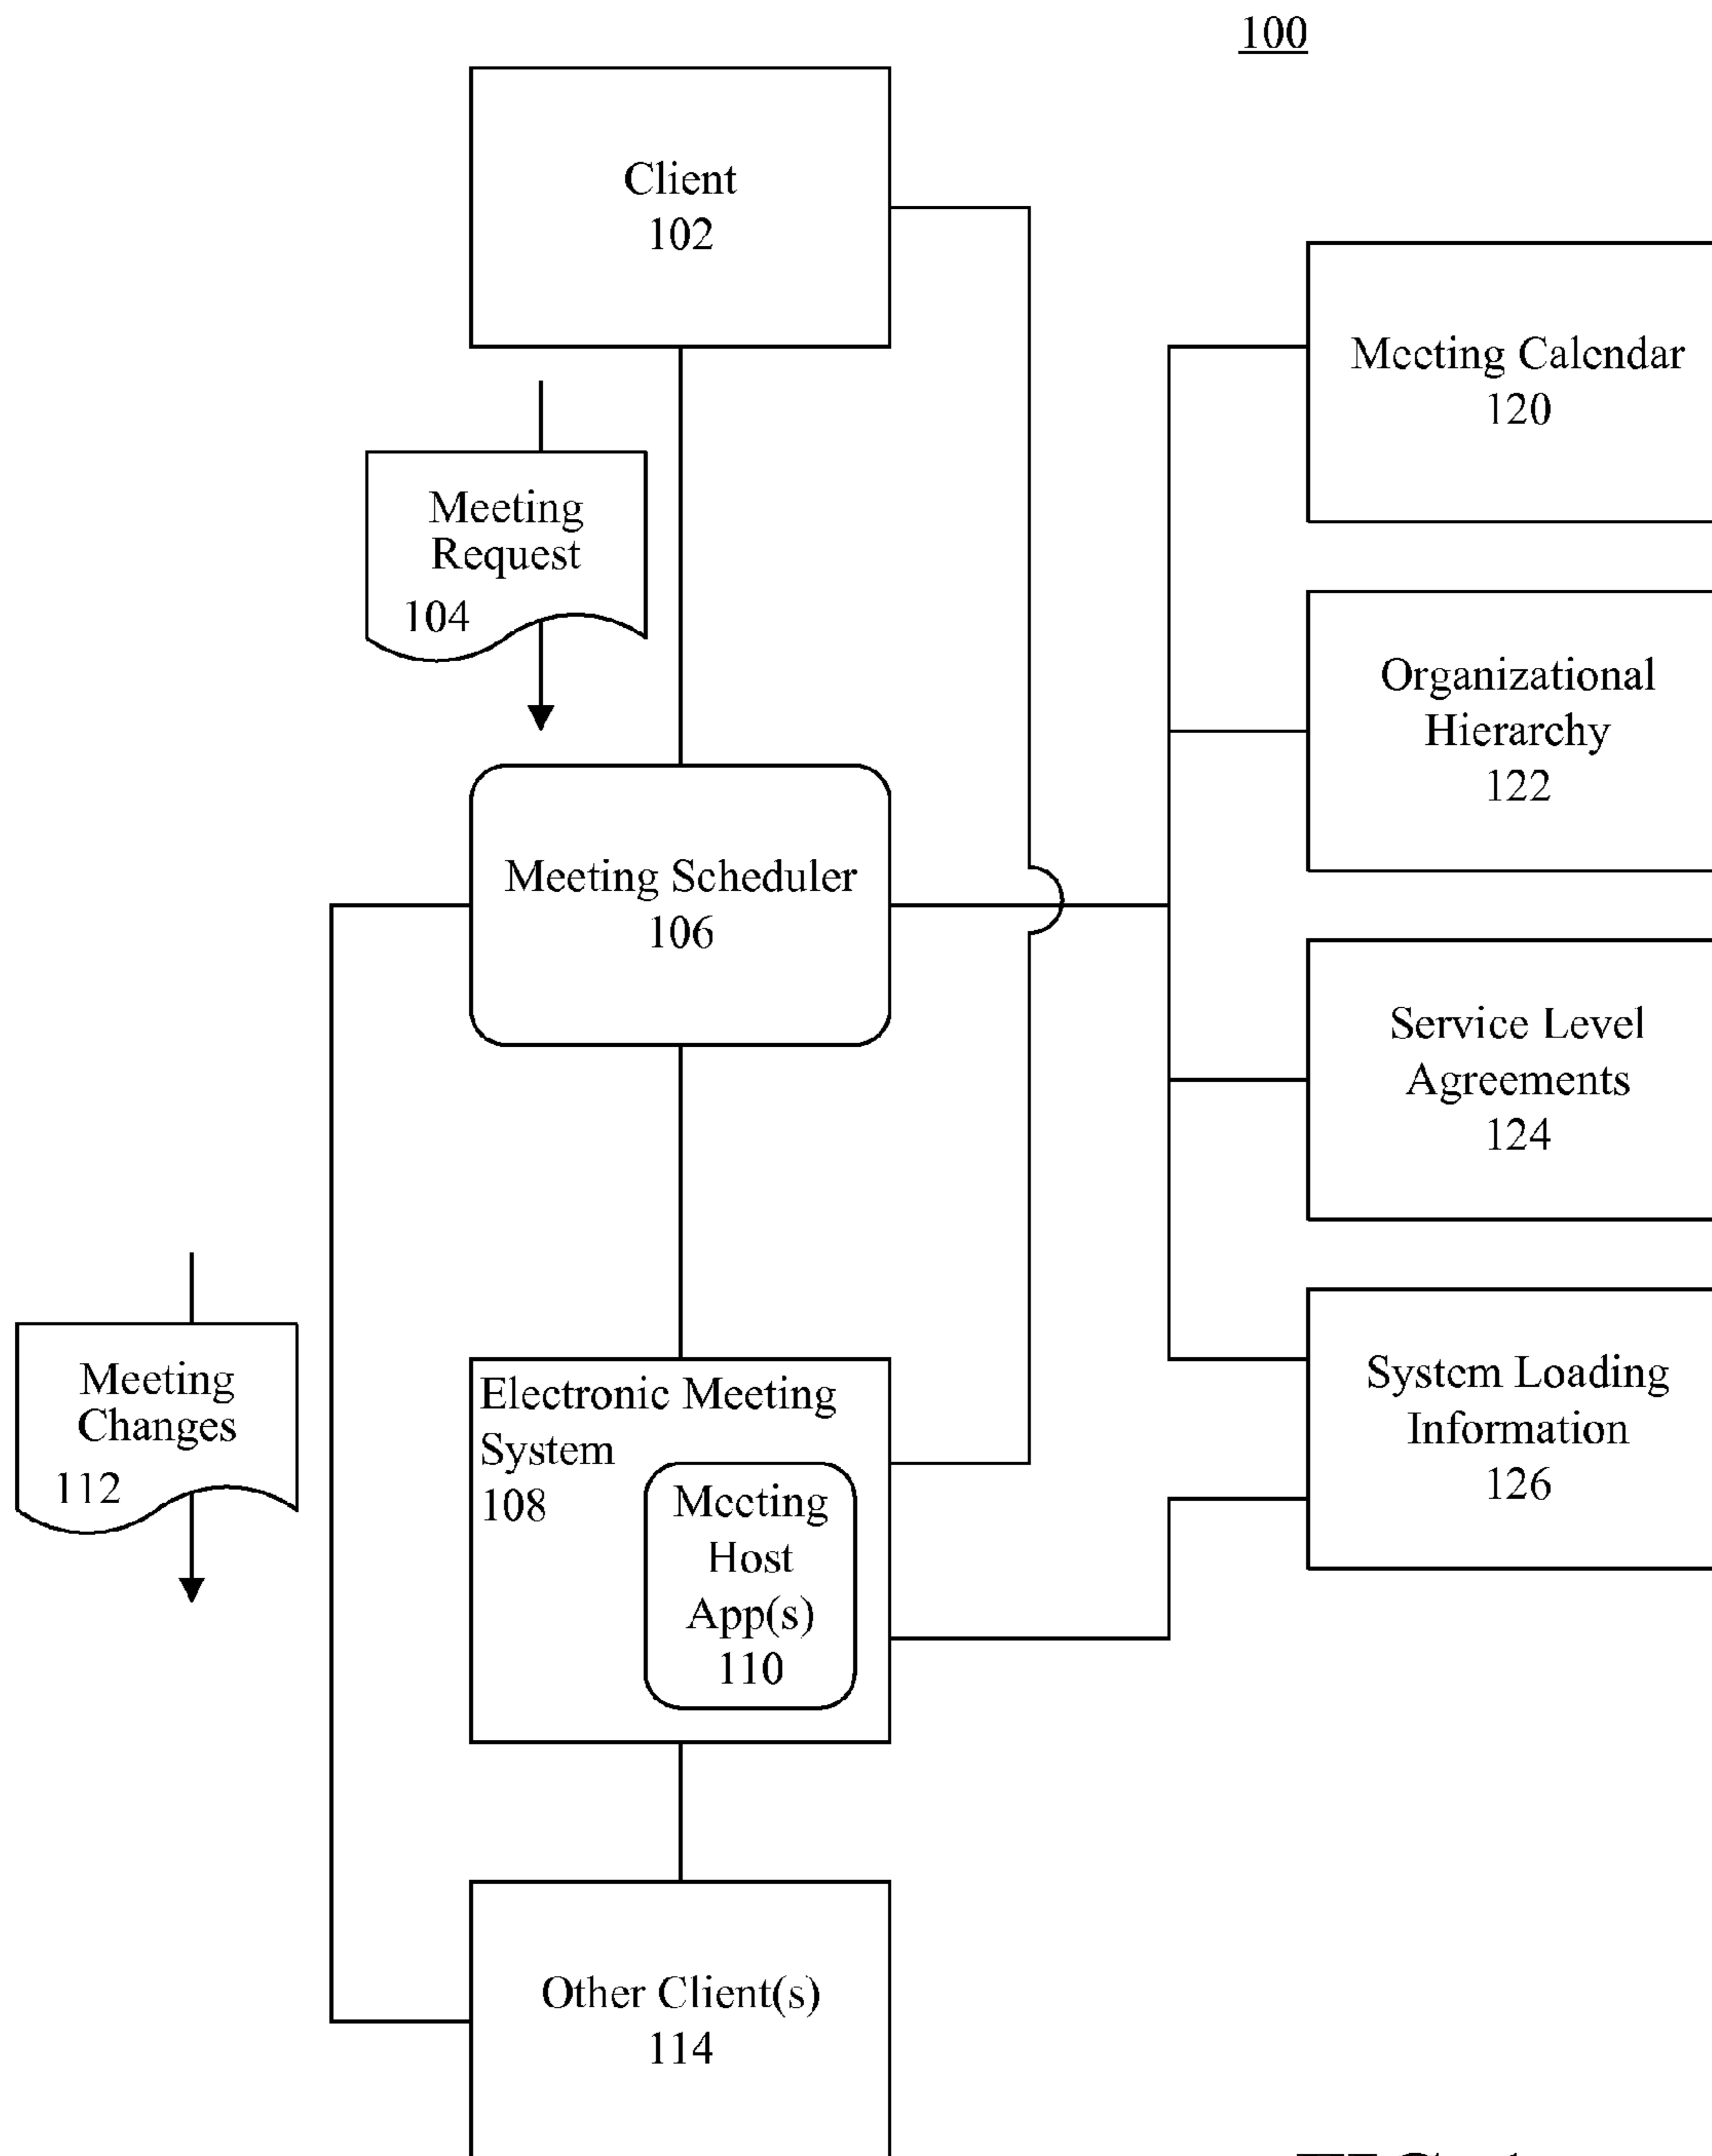 100
Client
102
Meeting
Request
104
Meeting Scheduler
106
Meeting Calendar
120
Organizational
Hierarchy
122
Service Level
Agreements
124
System Loading
Information
126
Meeting
Changes
112
Electronic Meeting
System
108
Meeting
Host
App(s)
110
Other Client(s)
114